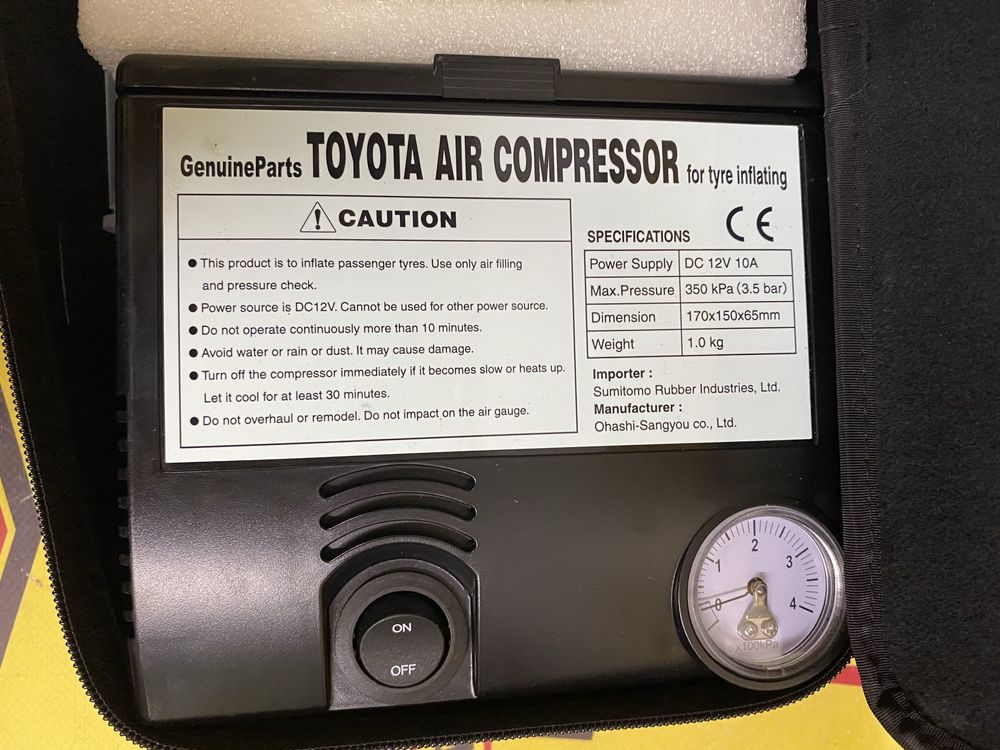 GenuineParts TOYOTA AIR COMPRESSOR for tyre inflating
CAUTION
● This product is to inflate passenger tyres. Use only air filling
and pressure check.
● Power source is DC12V. Cannot be used for other power source.
● Do not operate continuously more than 10 minutes.
● Avoid water or rain or dust. It may cause damage.
● Turn off the compressor immediately if it becomes slow or heats up.
Let it cool for at least 30 minutes.
● Do not overhaul or remodel. Do not impact on the air gauge.
CE
SPECIFICATIONS
Power Supply DC 12V 10A
Max.Pressure 350 kPa (3.5 bar)
Dimension 170x150x65mm
Weight 1.0 kg
Importer :
Sumitomo Rubber Industries, Ltd.
Manufacturer :
Ohashi-Sangyou co., Ltd.
ON
OFF
0 1 2 3 4
x100kPa